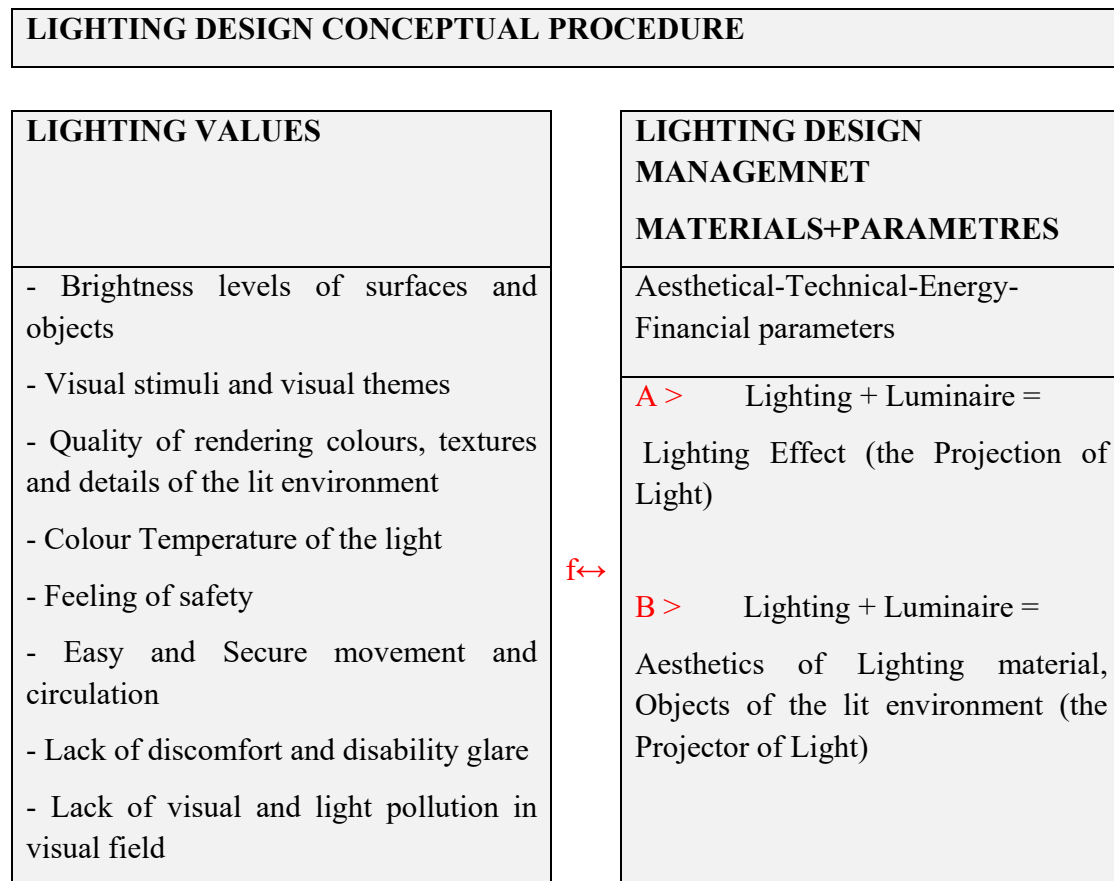 LIGHTING DESIGN CONCEPTUAL PROCEDURE
LIGHTING VALUES
- Brightness levels of surfaces and
objects
- Visual stimuli and visual themes
- Quality of rendering colours, textures
and details of the lit environment
- Colour Temperature of the light
- Feeling of safety
- Easy and Secure movement and
circulation
- Lack of discomfort and disability glare
- Lack of visual and light pollution in
visual field
f↔
LIGHTING DESIGN
MANAGEMNET
MATERIALS+PARAMETRES
Aesthetical-Technical-Energy-
Financial parameters
A > Lighting + Luminaire =
Lighting Effect (the Projection of
Light)
B > Lighting + Luminaire =
Aesthetics of Lighting material,
Objects of the lit environment (the
Projector of Light)